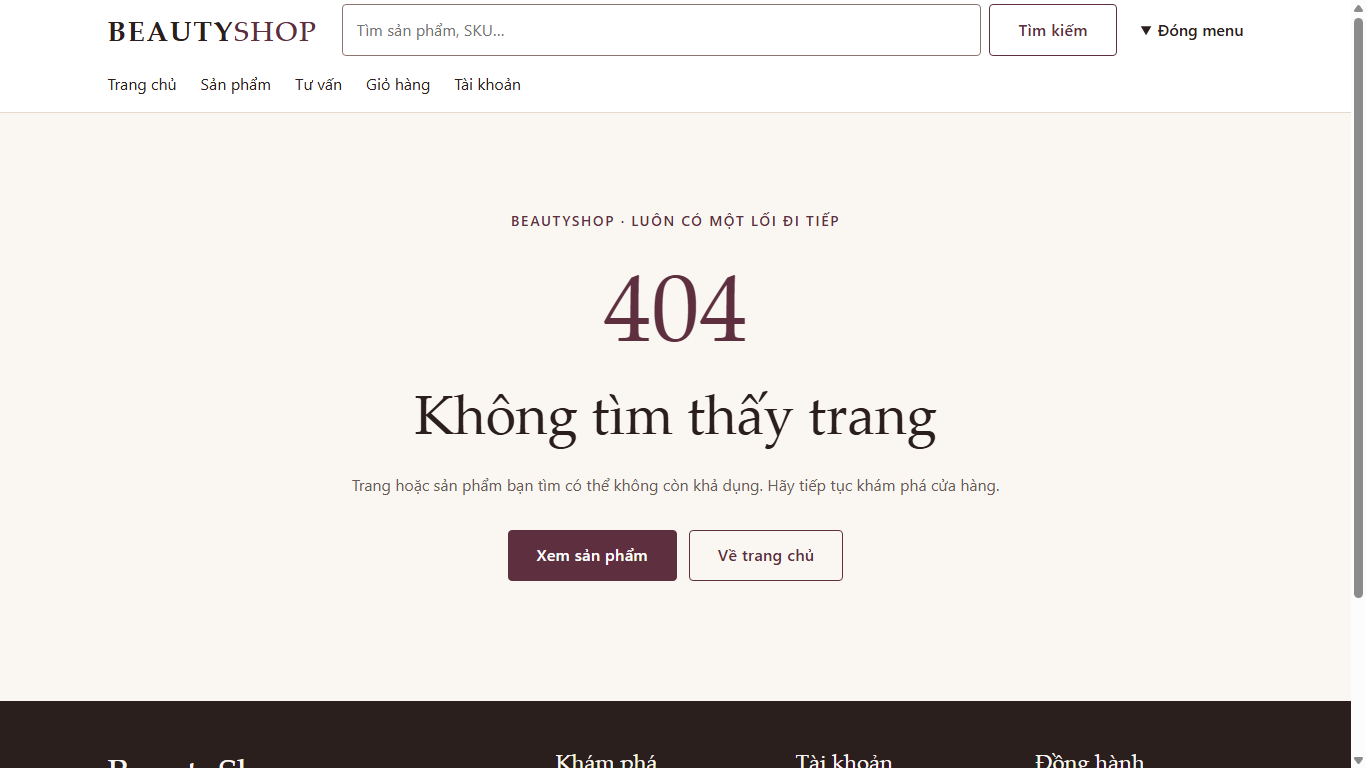 BEAUTYSHOP
Tìm sản phẩm, SKU...
Tìm kiếm
▼ Đóng menu
Trang chủ Sản phẩm Tư vấn Giỏ hàng Tài khoản
BEAUTYSHOP · LUÔN CÓ MỘT LỐI ĐI TIẾP
404
Không tìm thấy trang
Trang hoặc sản phẩm bạn tìm có thể không còn khả dụng. Hãy tiếp tục khám phá cửa hàng.
Xem sản phẩm Về trang chủ
Khám phá Tài khoản Đồng hành